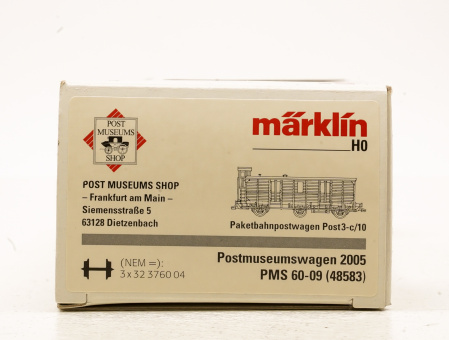 POST
MUSEUMS
SHOP
märklin
H0
POST MUSEUMS SHOP
– Frankfurt am Main –
Siemensstraße 5
63128 Dietzenbach
Paketbahnpostwagen Post3-c/10
(NEM =):
3 x 32 3760 04
Postmuseumswagen 2005
PMS 60-09 (48583)